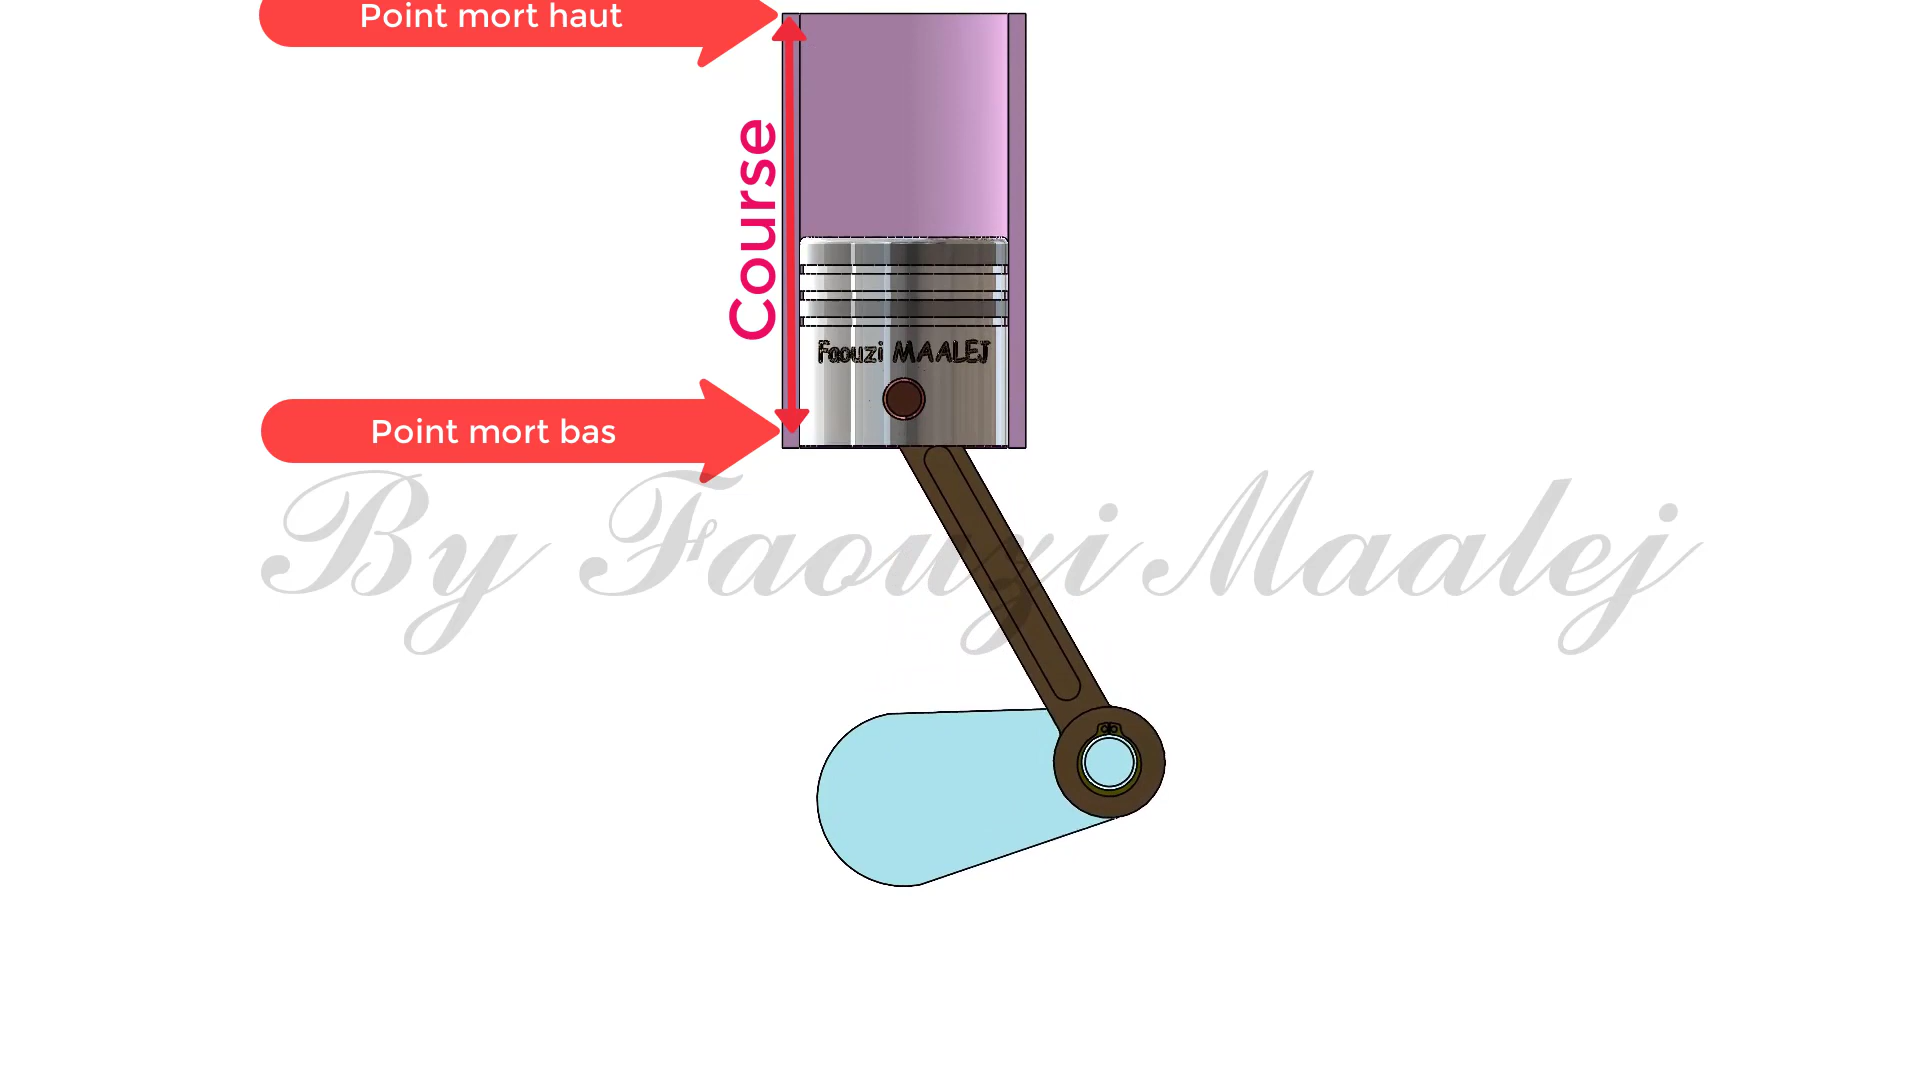 Point mort haut
Course
Faouzi MAALEJ
Point mort bas
By Faouzi Maalej